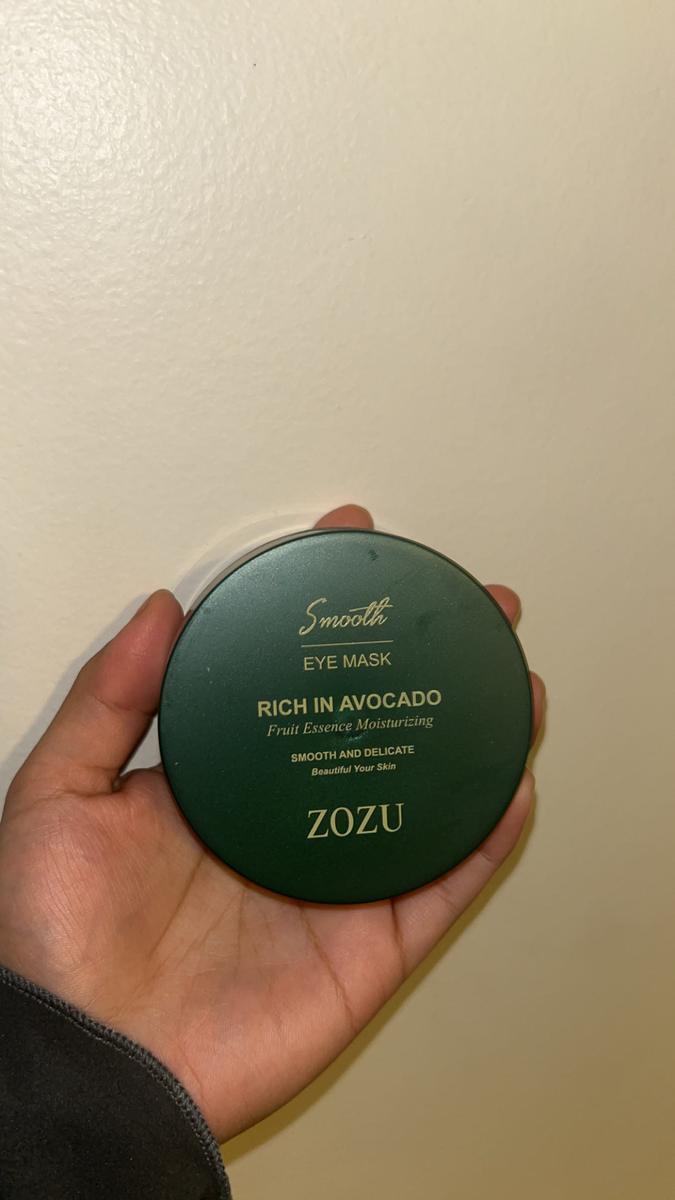 Smooth
EYE MASK
RICH IN AVOCADO
Fruit Essence Moisturizing
SMOOTH AND DELICATE
Beautiful Your Skin
ZOZU